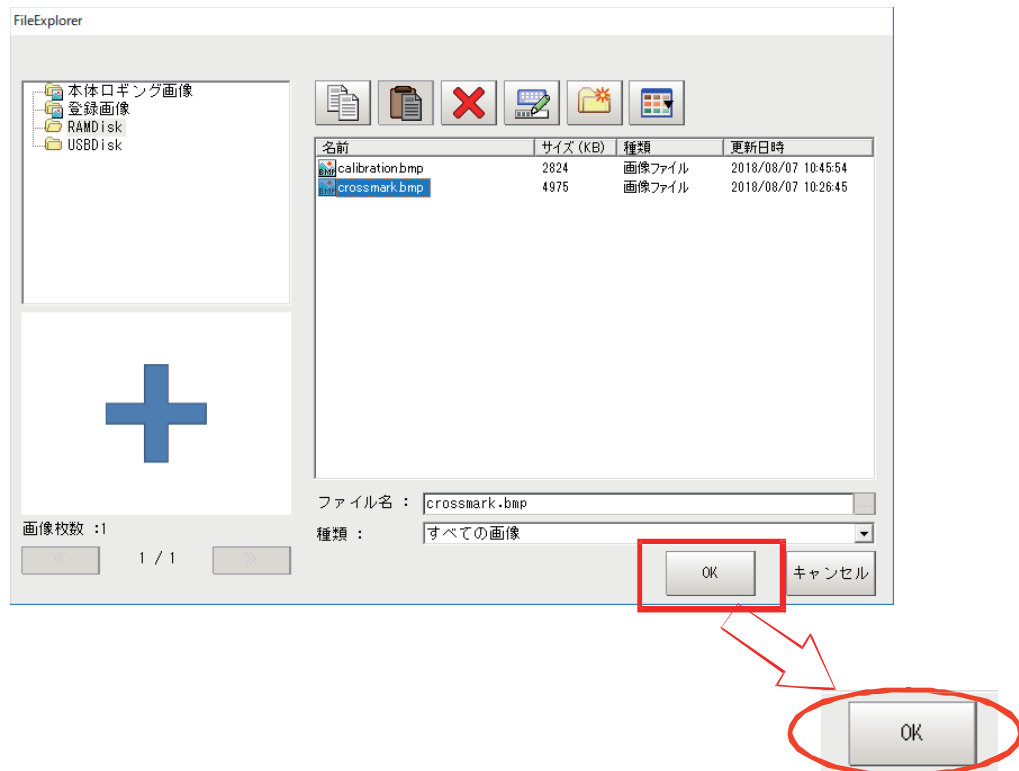 FileExplorer
本体ロギング画像
登録画像
RAMDisk
USBDisk
名前 サイズ (KB) 種類 更新日時
calibration.bmp 2824 画像ファイル 2018/08/07 10:45:54
crossmark.bmp 4975 画像ファイル 2018/08/07 10:26:45
ファイル名 : crossmark.bmp
画像枚数 :1
種類 : すべての画像
1 / 1
OK キャンセル
OK